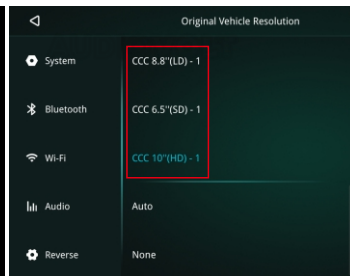 Original Vehicle Resolution
System
CCC 8.8"(LD) - 1
Bluetooth
CCC 6.5"(SD) - 1
Wi-Fi
CCC 10"(HD) - 1
Audio
Auto
Reverse
None